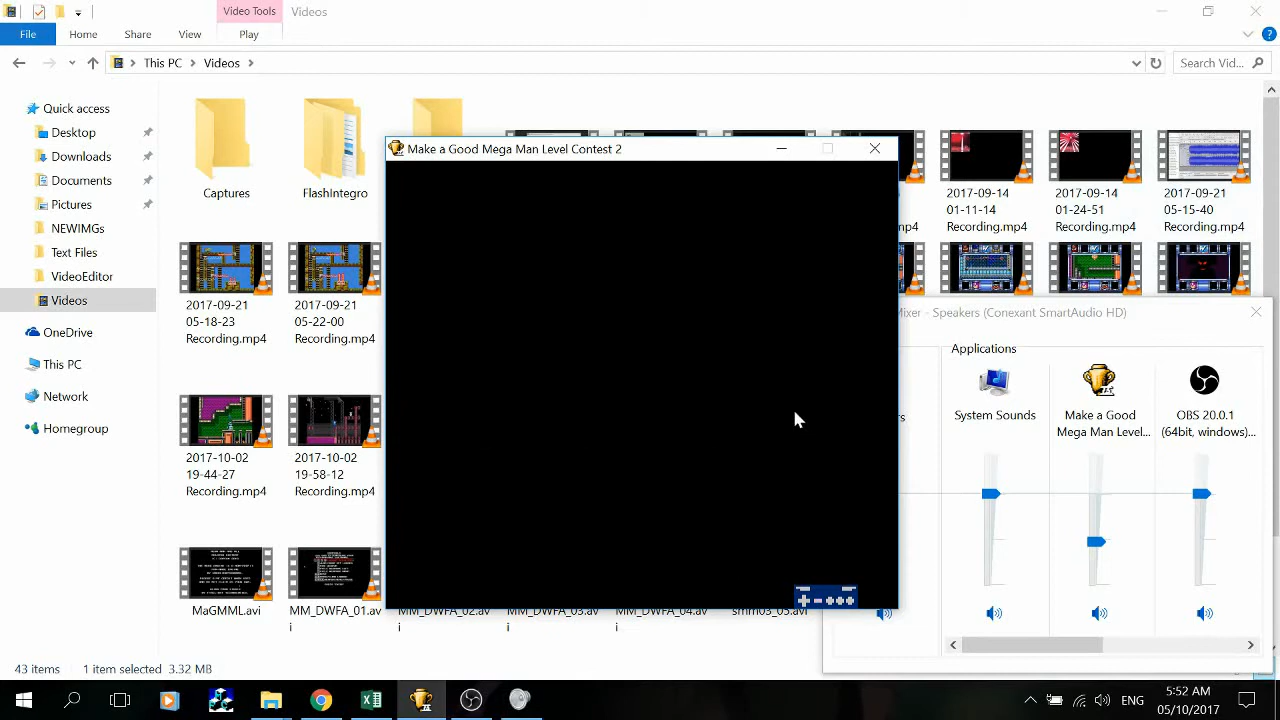 Video Tools
Videos
File
Home
Share
View
Play
This PC
Videos
Search Vid...
Quick access
Desktop
Downloads
Documents
Pictures
NEWIMGs
Text Files
VideoEditor
Videos
OneDrive
This PC
Network
Homegroup
Captures
FlashIntegro
2017-09-14
01-11-14
Recording.mp4
2017-09-14
01-24-51
Recording.mp4
2017-09-21
05-15-40
Recording.mp4
2017-09-21
05-18-23
Recording.mp4
2017-09-21
05-22-00
Recording.mp4
2017-10-02
19-44-27
Recording.mp4
2017-10-02
19-58-12
Recording.mp4
MaGMML.avi
MM_DWFA_01.av
i
MM_DWFA_02.av
i
MM_DWFA_03.av
i
MM_DWFA_04.av
i
smm03_05.avi
Make a Good Mega Man Level Contest 2
Mixer - Speakers (Conexant SmartAudio HD)
Applications
System Sounds
Make a Good
Mega Man Level...
OBS 20.0.1
(64bit, windows)...
43 items
1 item selected 3.32 MB
ENG
5:52 AM
05/10/2017